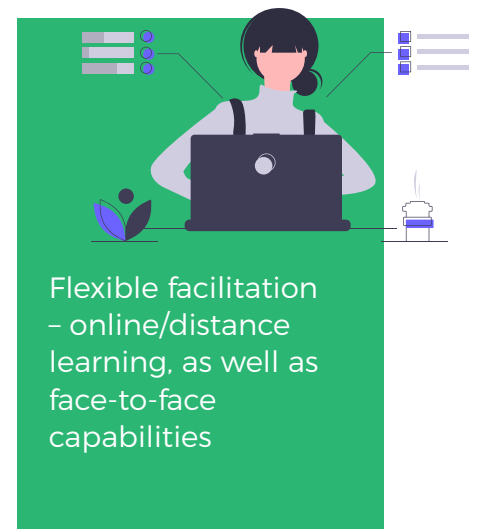 Flexible facilitation
– online/distance
learning, as well as
face-to-face
capabilities